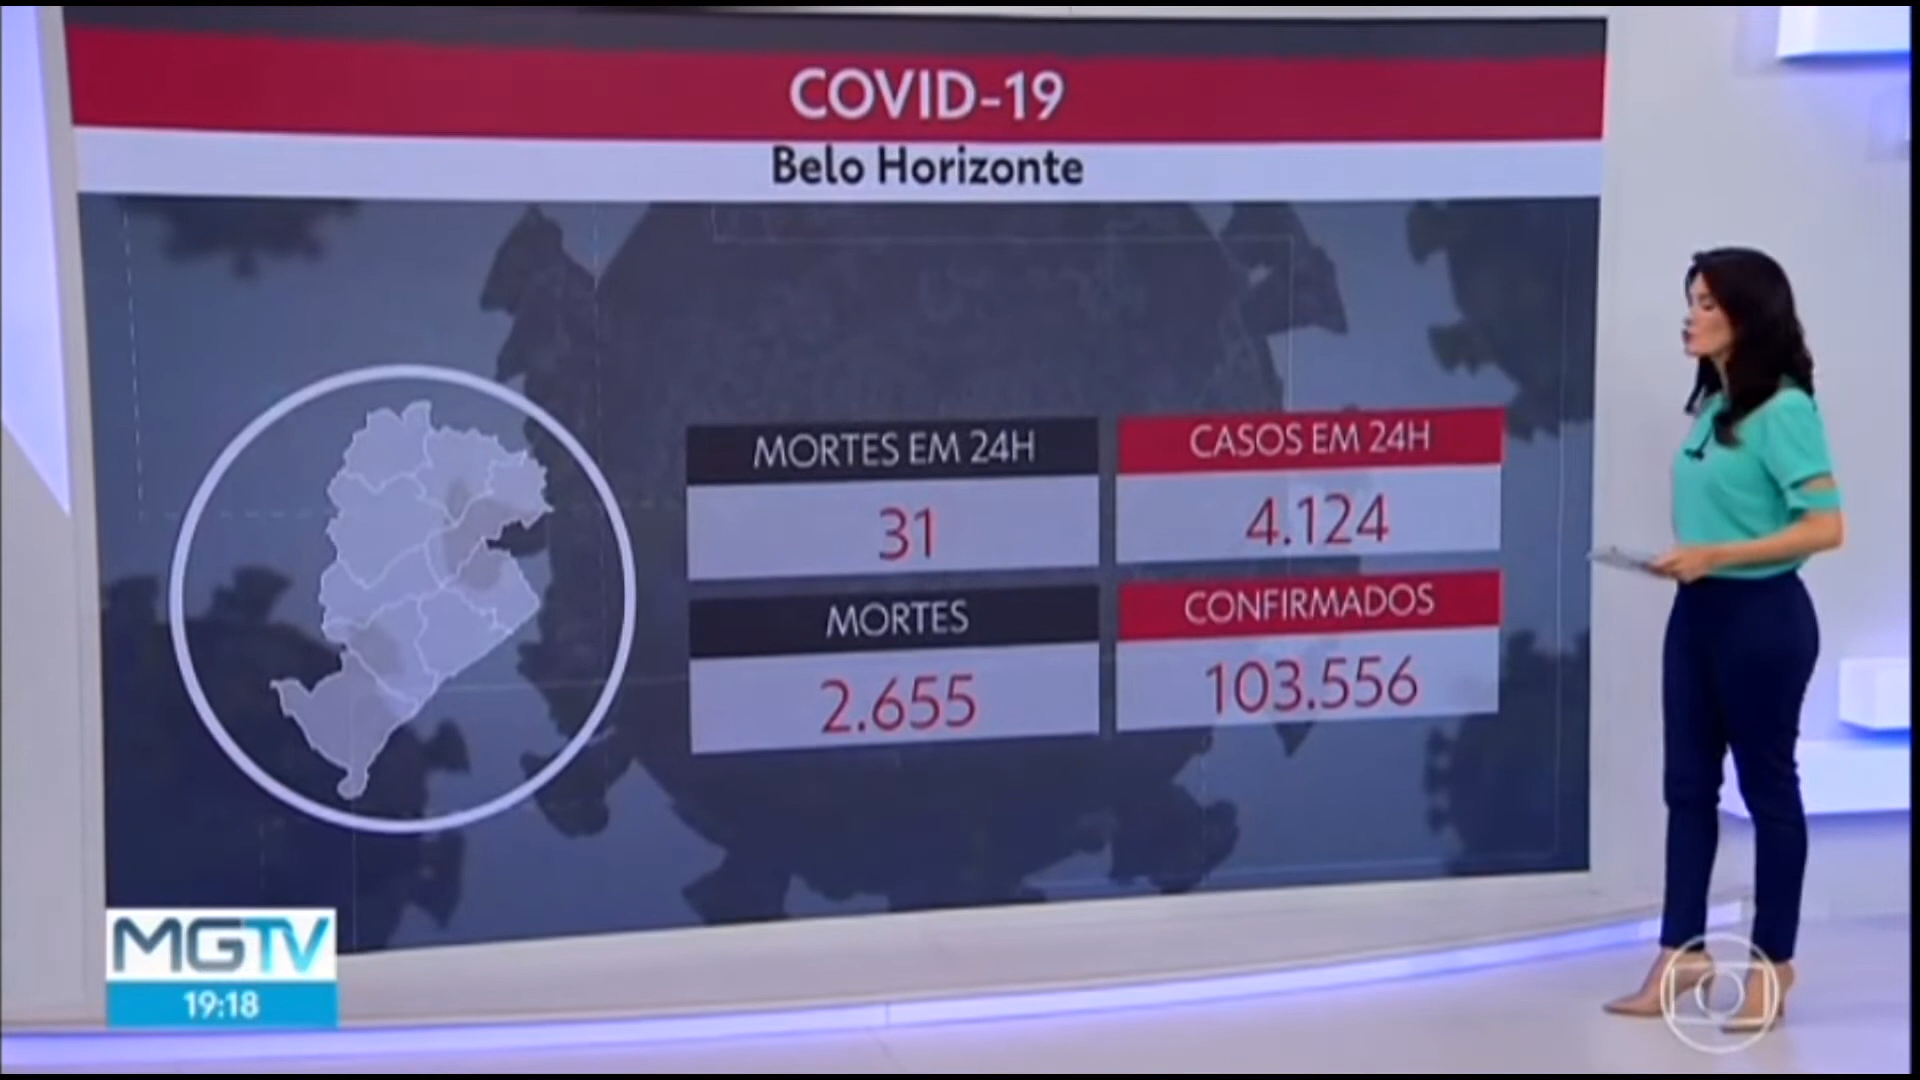 COVID-19
Belo Horizonte
MORTES EM 24H
31
CASOS EM 24H
4.124
MORTES
2.655
CONFIRMADOS
103.556
MGTV
19:18